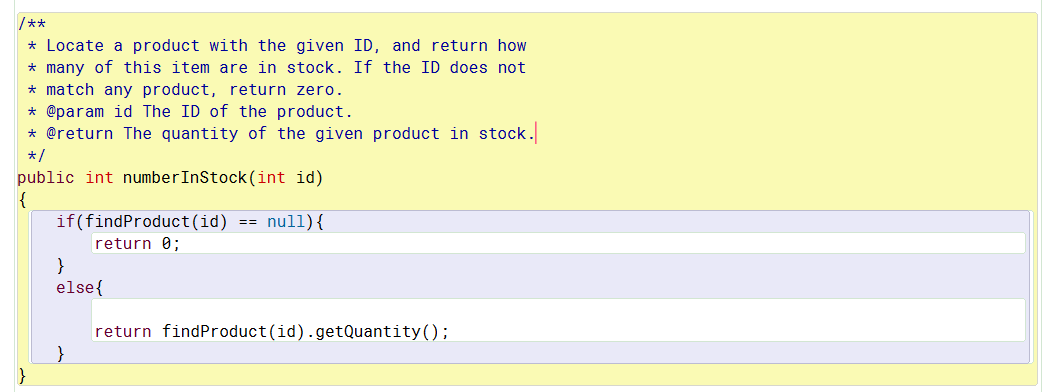 /**
 * Locate a product with the given ID, and return how
 * many of this item are in stock. If the ID does not
 * match any product, return zero.
 * @param id The ID of the product.
 * @return The quantity of the given product in stock.
 */
public int numberInStock(int id)
{
    if(findProduct(id) == null){
        return 0;
    }
    else{
        return findProduct(id).getQuantity();
    }
}